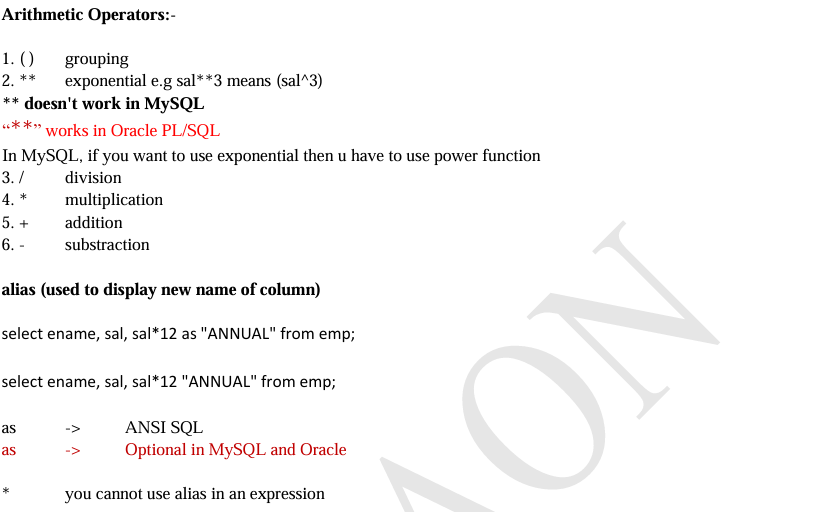 Arithmetic Operators:-
1. ( ) grouping
2. ** exponential e.g sal**3 means (sal^3)
** doesn't work in MySQL
“**” works in Oracle PL/SQL
In MySQL, if you want to use exponential then u have to use power function
3. / division
4. * multiplication
5. + addition
6. - substraction
alias (used to display new name of column)
select ename, sal, sal*12 as "ANNUAL" from emp;
select ename, sal, sal*12 "ANNUAL" from emp;
as -> ANSI SQL
as -> Optional in MySQL and Oracle
* you cannot use alias in an expression